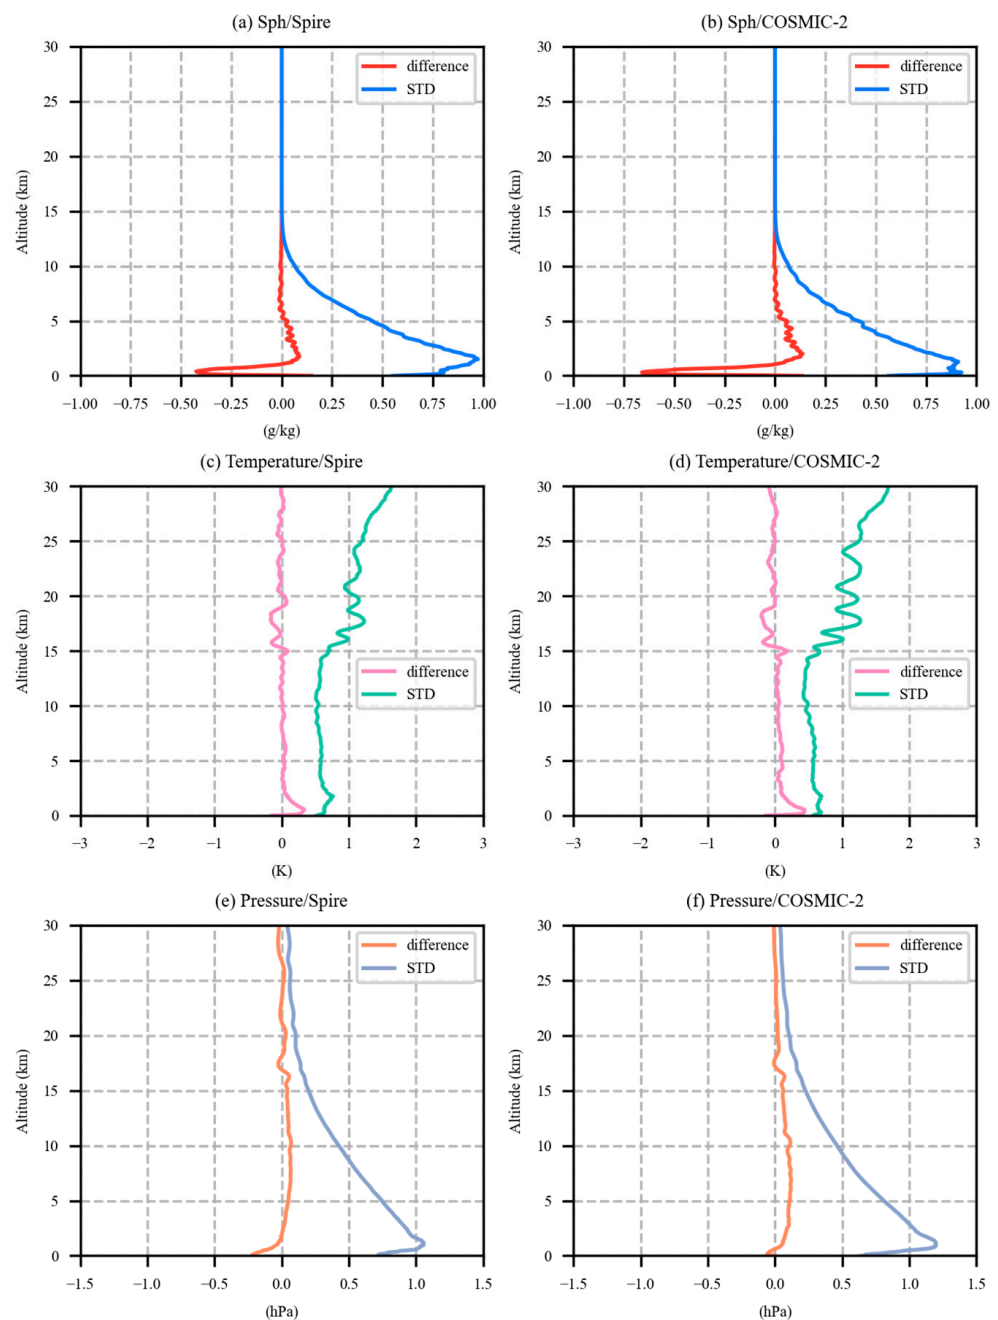 (a) Sph/Spire
(b) Sph/COSMIC-2
30
25
20
15
10
5
0
Altitude (km)
difference
STD
−1.00 −0.75 −0.50 −0.25 0.00 0.25 0.50 0.75 1.00
(g/kg)
30
25
20
15
10
5
0
Altitude (km)
difference
STD
−1.00 −0.75 −0.50 −0.25 0.00 0.25 0.50 0.75 1.00
(g/kg)
(c) Temperature/Spire
(d) Temperature/COSMIC-2
30
25
20
15
10
5
0
Altitude (km)
difference
STD
−3 −2 −1 0 1 2 3
(K)
30
25
20
15
10
5
0
Altitude (km)
difference
STD
−3 −2 −1 0 1 2 3
(K)
(e) Pressure/Spire
(f) Pressure/COSMIC-2
30
25
20
15
10
5
0
Altitude (km)
difference
STD
−1.5 −1.0 −0.5 0.0 0.5 1.0 1.5
(hPa)
30
25
20
15
10
5
0
Altitude (km)
difference
STD
−1.5 −1.0 −0.5 0.0 0.5 1.0 1.5
(hPa)